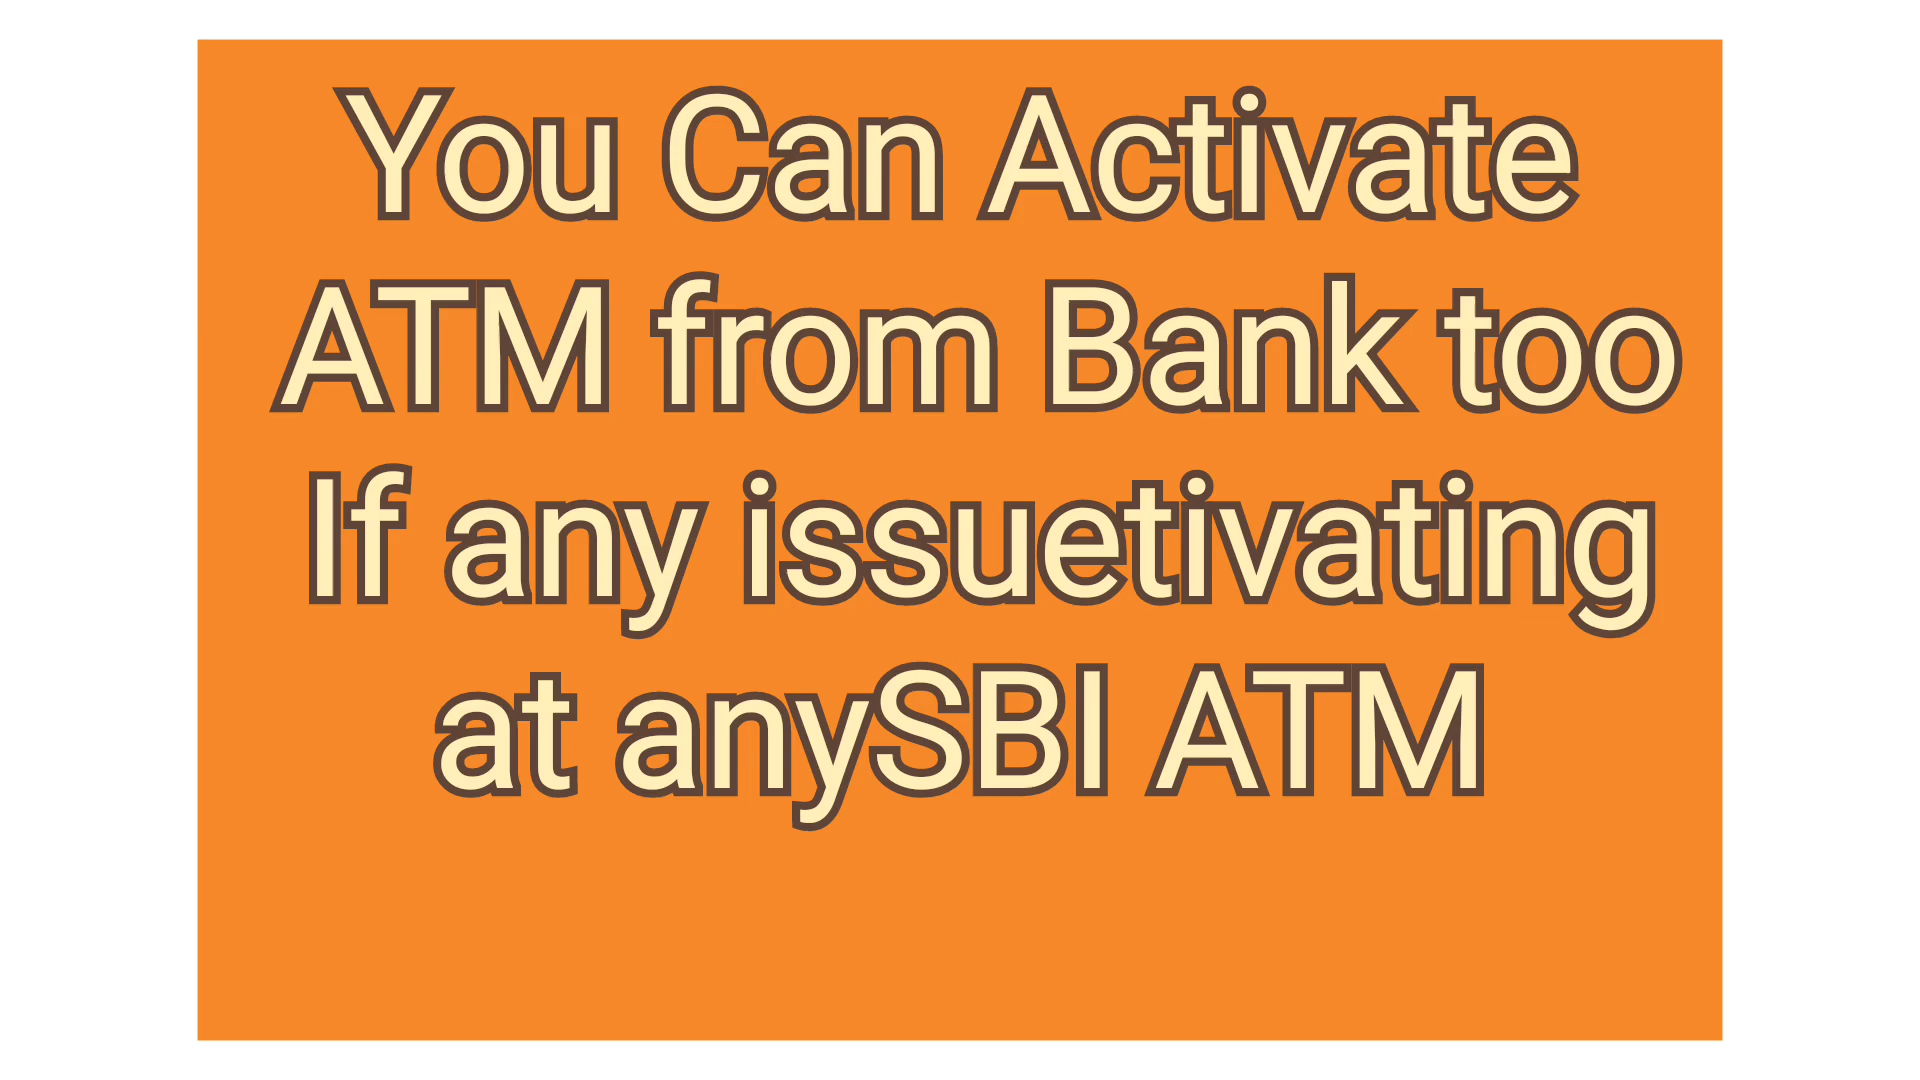 You Can Activate
ATM from Bank too
If any issuetivating
at anySBI ATM